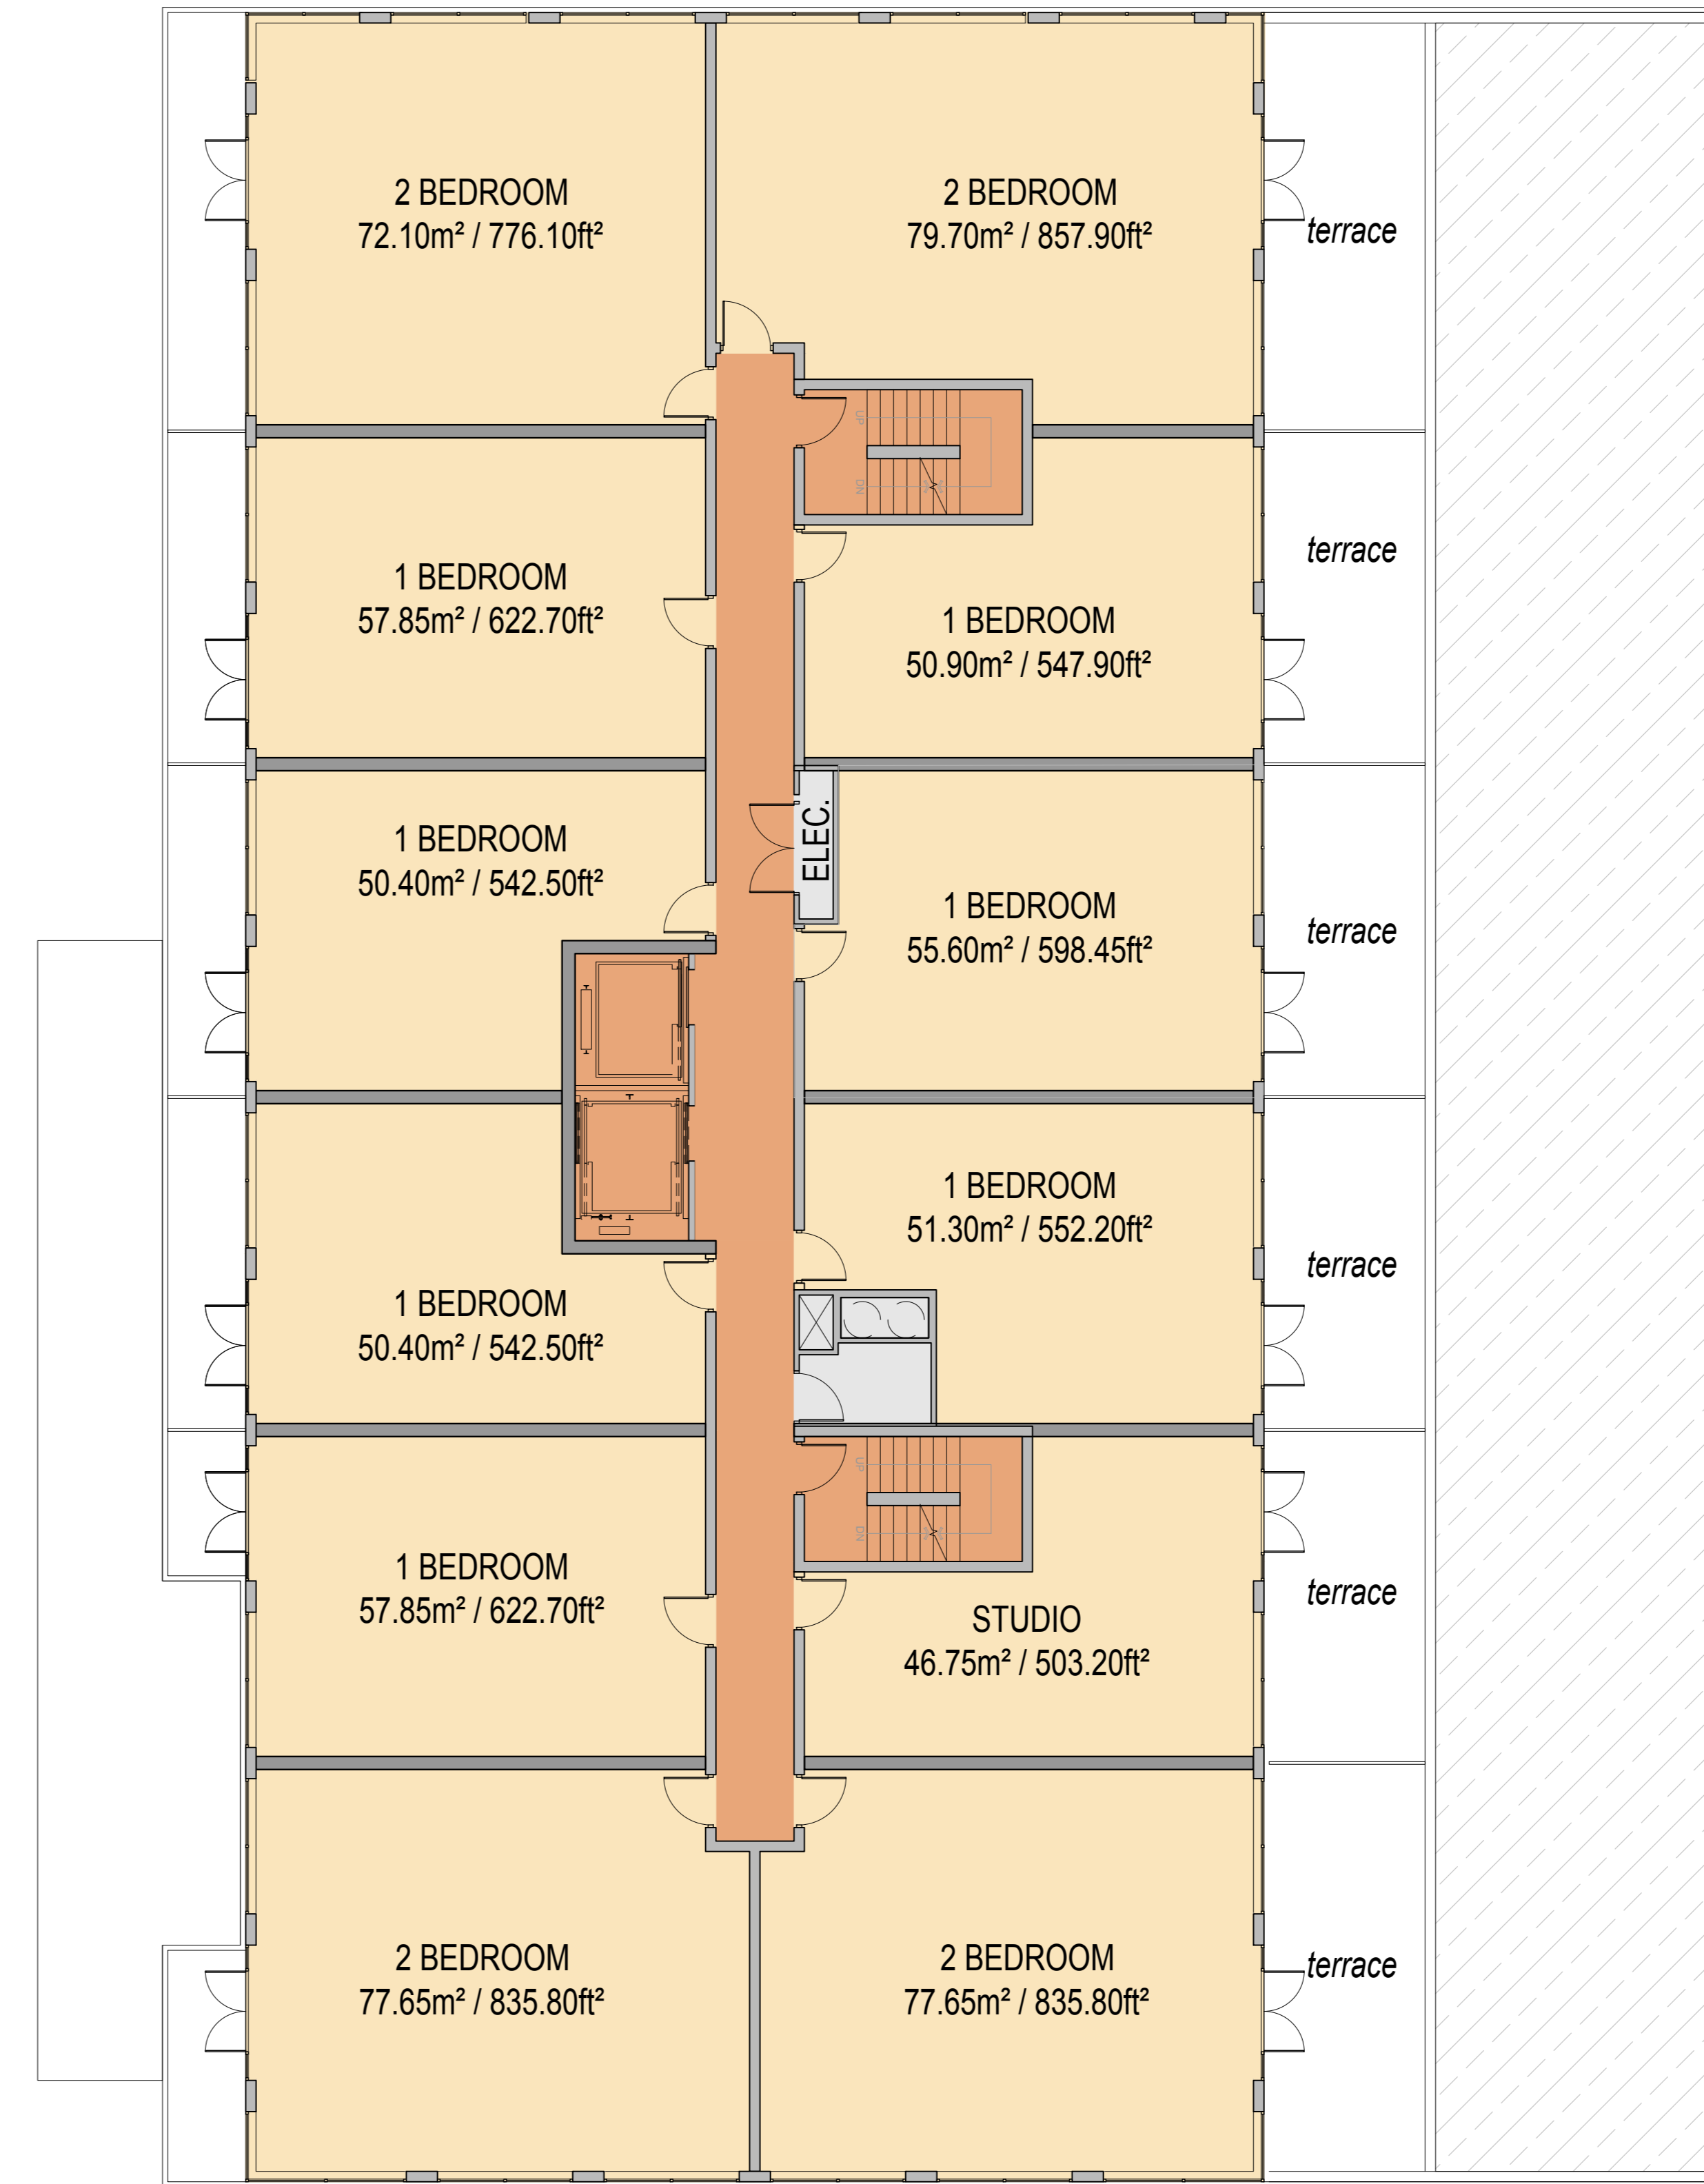 2 BEDROOM
72.10m² / 776.10ft²
2 BEDROOM
79.70m² / 857.90ft²
terrace
UP
DN
1 BEDROOM
57.85m² / 622.70ft²
1 BEDROOM
50.90m² / 547.90ft²
terrace
1 BEDROOM
50.40m² / 542.50ft²
ELEC.
1 BEDROOM
55.60m² / 598.45ft²
terrace
1 BEDROOM
50.40m² / 542.50ft²
1 BEDROOM
51.30m² / 552.20ft²
terrace
UP
DN
1 BEDROOM
57.85m² / 622.70ft²
STUDIO
46.75m² / 503.20ft²
terrace
2 BEDROOM
77.65m² / 835.80ft²
2 BEDROOM
77.65m² / 835.80ft²
terrace